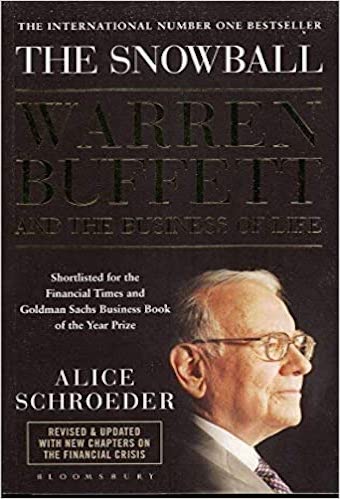 THE INTERNATIONAL NUMBER ONE BESTSELLER
THE SNOWBALL
WARREN
BUFFETT
AND THE BUSINESS OF LIFE
Shortlisted for the
Financial Times and
Goldman Sachs Business Book
of the Year Prize
ALICE
SCHROEDER
REVISED & UPDATED
WITH NEW CHAPTERS ON
THE FINANCIAL CRISIS
BLOOMSBURY